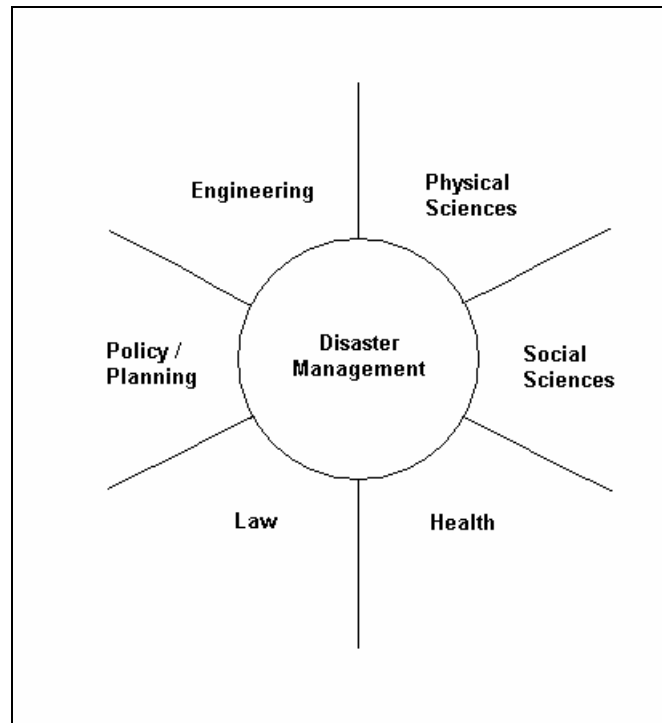 Engineering
Physical
Sciences
Policy /
Planning
Disaster
Management
Social
Sciences
Law
Health